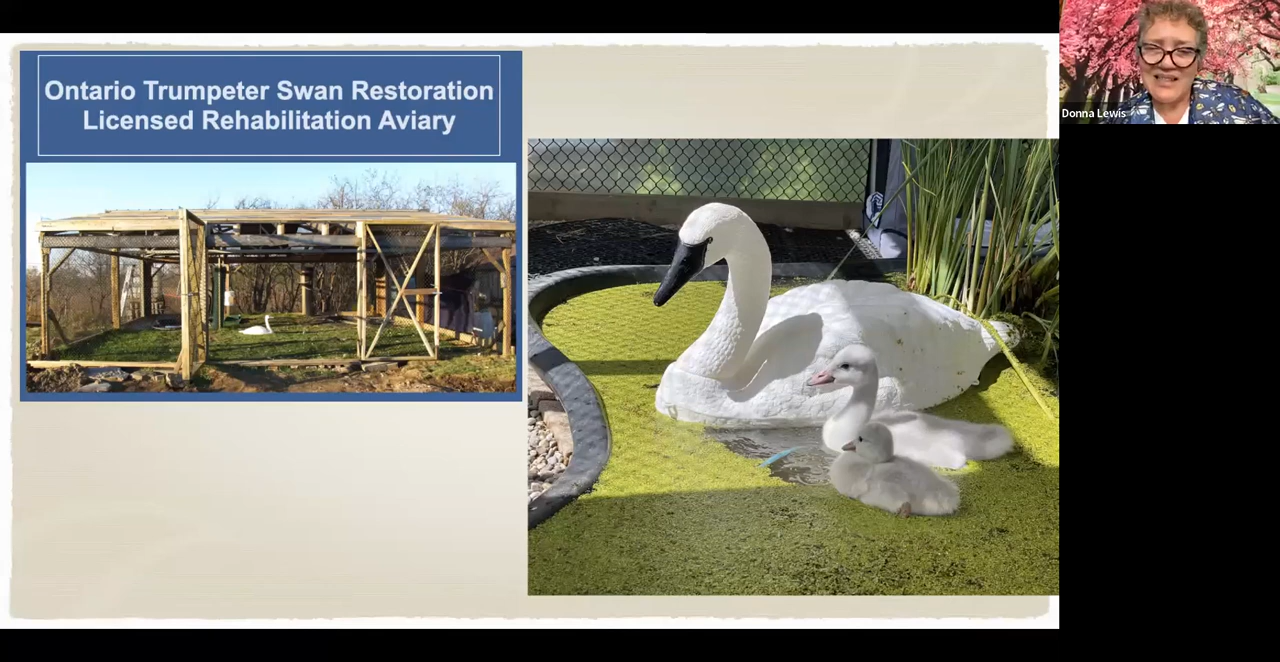 Ontario Trumpeter Swan Restoration
Licensed Rehabilitation Aviary
Donna Lewis